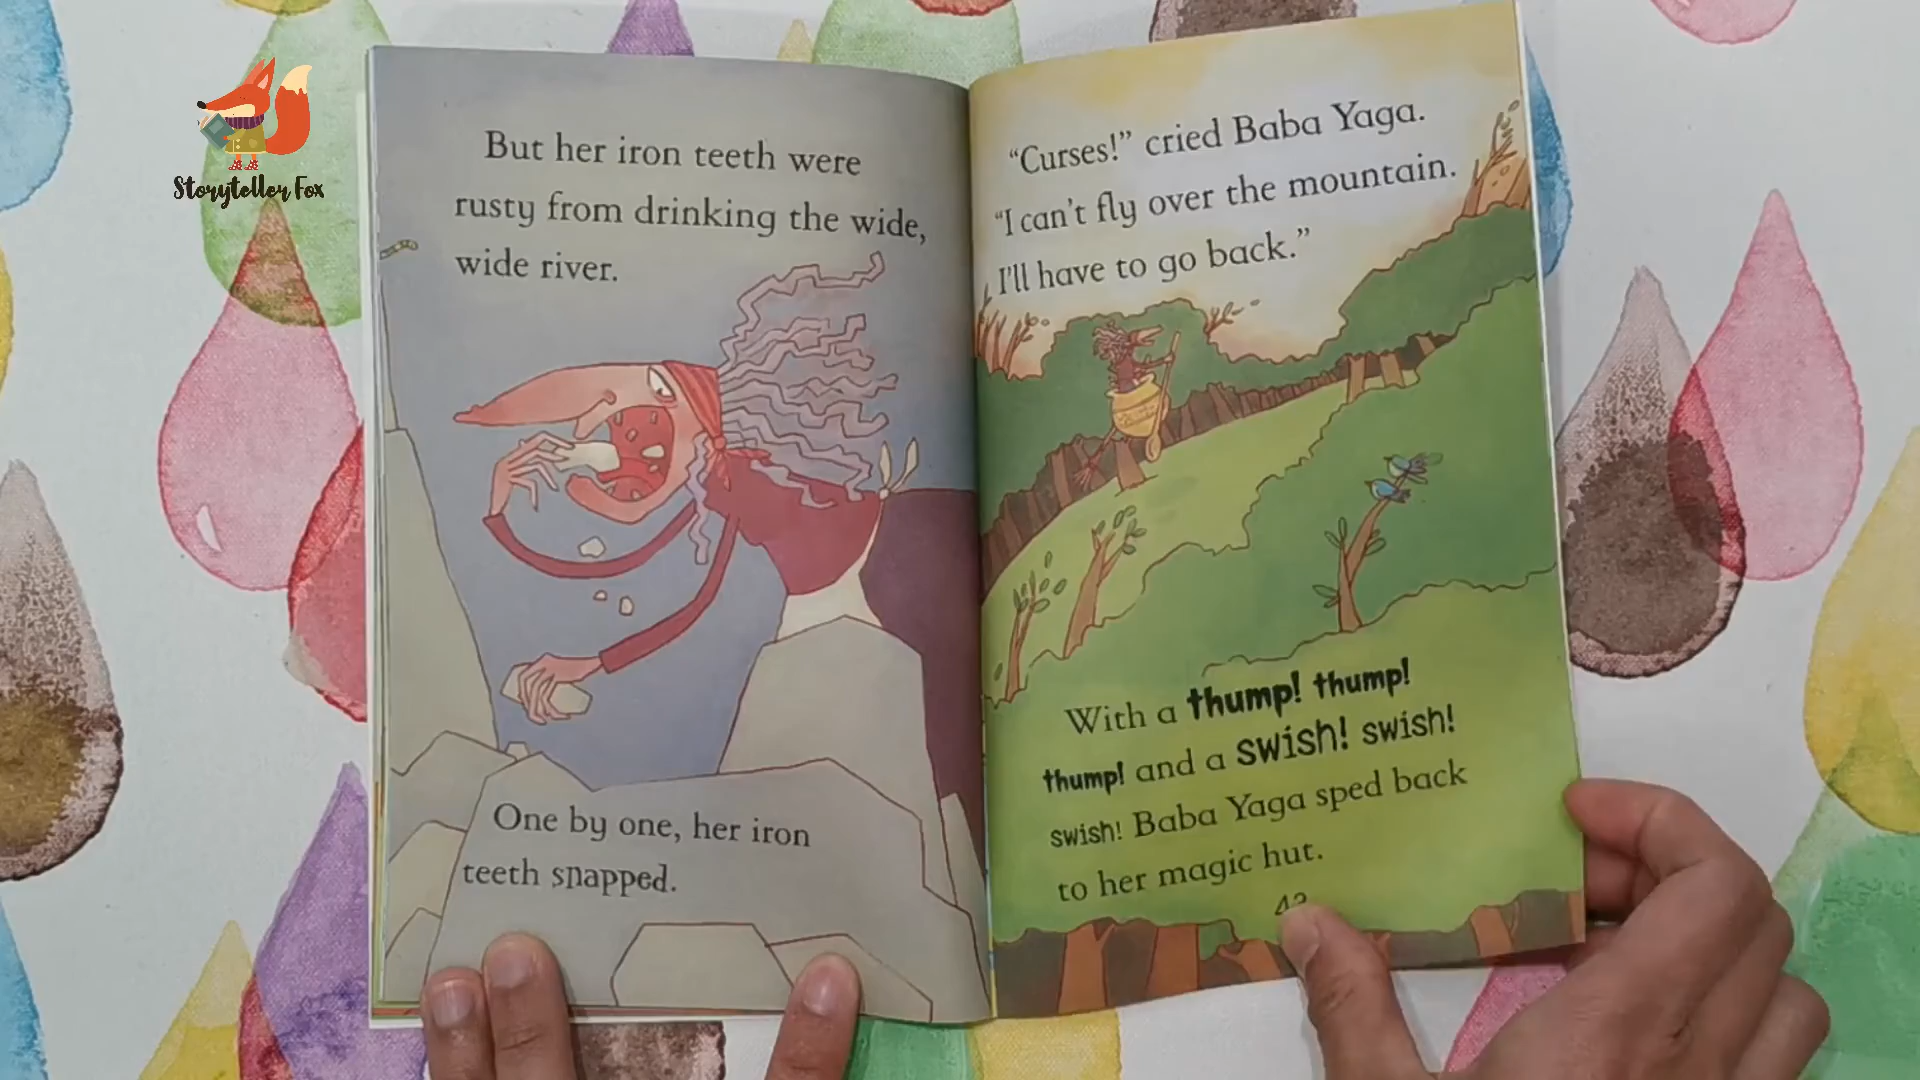 Storyteller Fox
But her iron teeth were
rusty from drinking the wide,
wide river.
One by one, her iron
teeth snapped.
“Curses!” cried Baba Yaga.
“I can’t fly over the mountain.
I’ll have to go back.”
With a thump! thump!
thump! and a swish! swish!
swish! Baba Yaga sped back
to her magic hut.